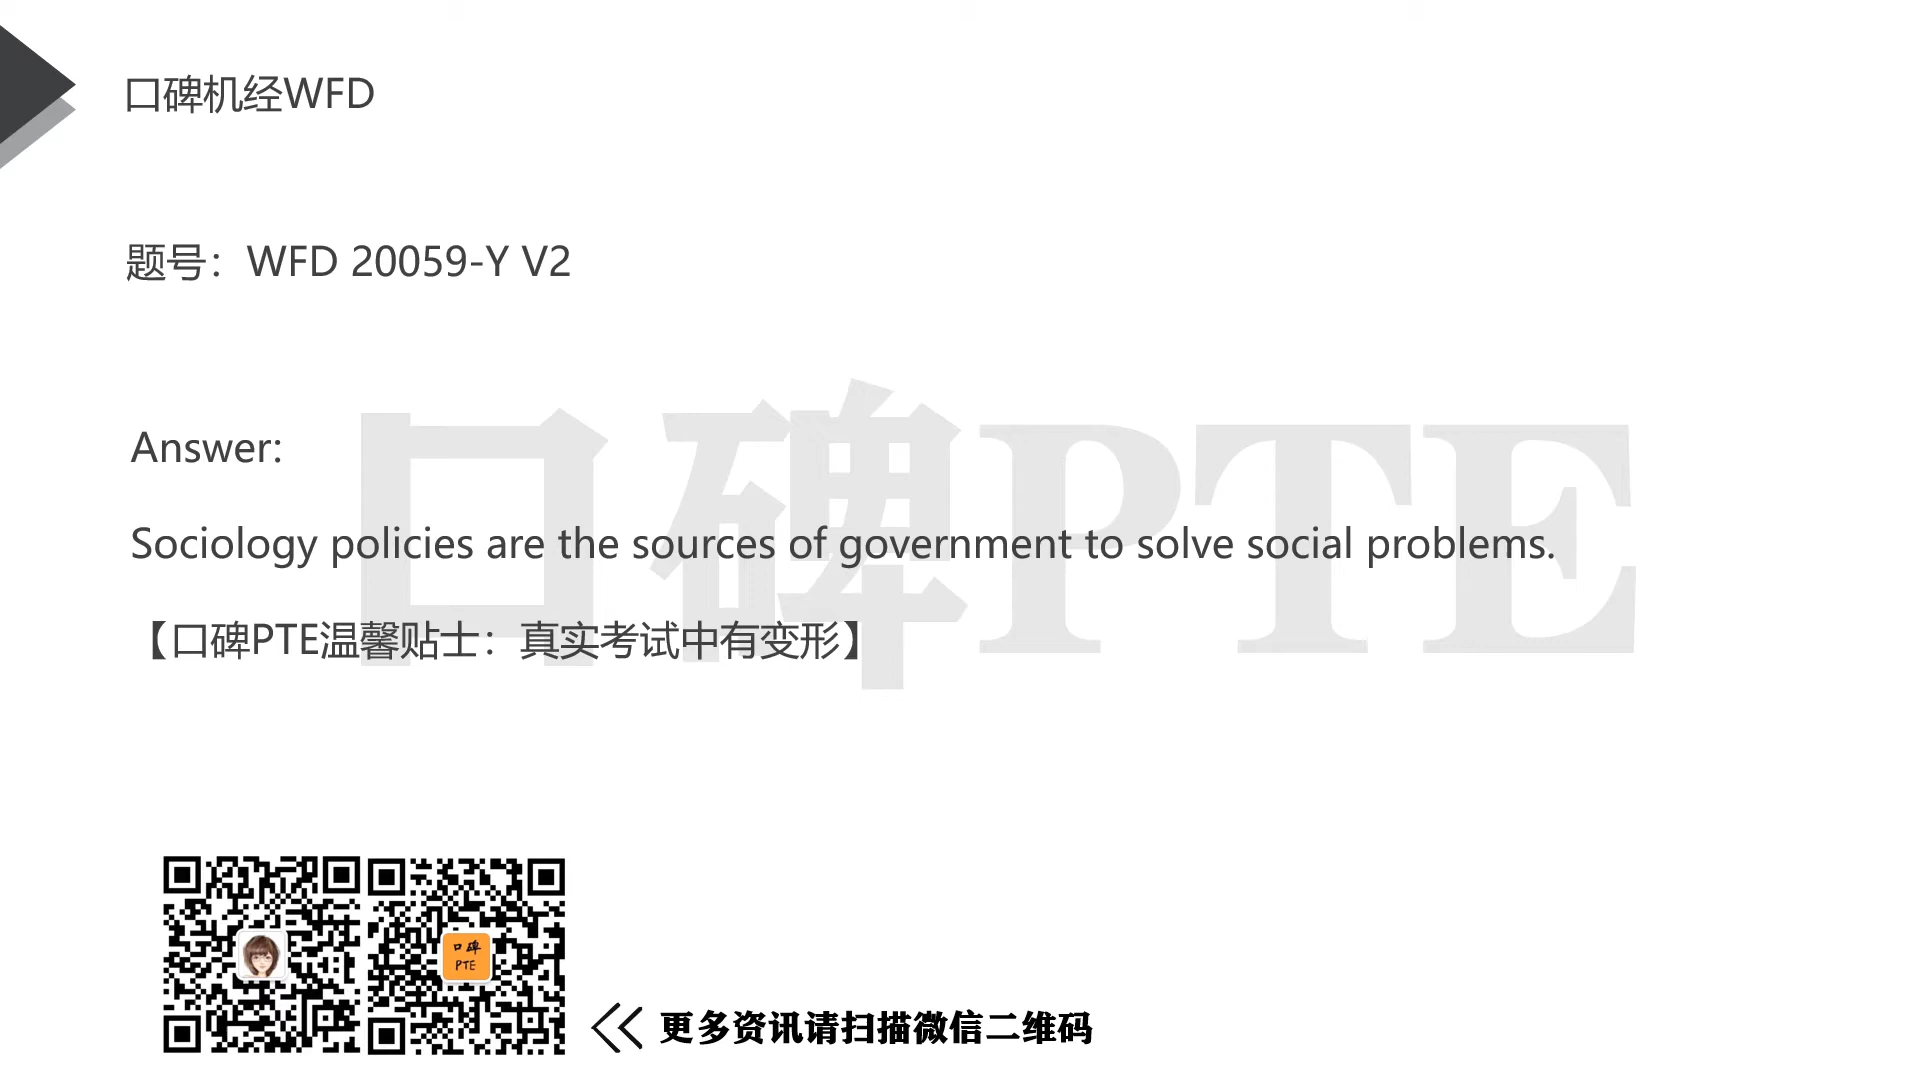 口碑机经WFD
题号：WFD 20059-Y V2
口碑PTE
Answer:
Sociology policies are the sources of government to solve social problems.
【口碑PTE温馨贴士：真实考试中有变形】
口碑
PTE
更多资讯请扫描微信二维码